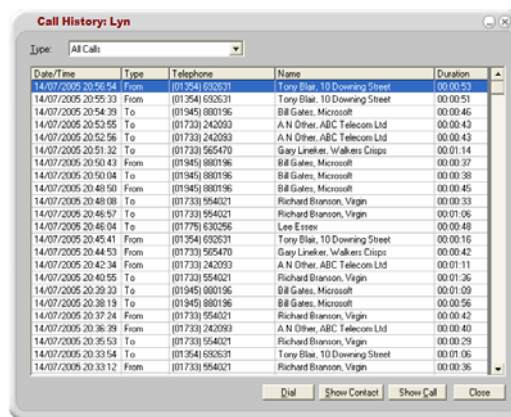 Call History: Lyn
Type: All Calls
Date/Time Type Telephone Name Duration
14/07/2005 20:56:54 From (01354) 692631 Tony Blair, 10 Downing Street 00:00:53
14/07/2005 20:55:33 From (01354) 692631 Tony Blair, 10 Downing Street 00:00:51
14/07/2005 20:54:39 To (01945) 880196 Bill Gates, Microsoft 00:00:46
14/07/2005 20:53:55 To (01733) 242093 A N Other, ABC Telecom Ltd 00:00:43
14/07/2005 20:52:56 To (01733) 242093 A N Other, ABC Telecom Ltd 00:00:43
14/07/2005 20:51:32 To (01733) 565470 Gary Lineker, Walkers Crisps 00:01:14
14/07/2005 20:50:43 From (01945) 880196 Bill Gates, Microsoft 00:00:37
14/07/2005 20:50:04 To (01945) 880196 Bill Gates, Microsoft 00:00:38
14/07/2005 20:48:50 From (01945) 880196 Bill Gates, Microsoft 00:00:45
14/07/2005 20:48:08 To (01733) 554021 Richard Branson, Virgin 00:00:33
14/07/2005 20:46:57 To (01733) 554021 Richard Branson, Virgin 00:01:06
14/07/2005 20:46:04 To (01775) 630256 Lee Essex 00:00:48
14/07/2005 20:45:41 From (01354) 692631 Tony Blair, 10 Downing Street 00:00:16
14/07/2005 20:44:53 From (01733) 565470 Gary Lineker, Walkers Crisps 00:00:42
14/07/2005 20:42:34 From (01733) 242093 A N Other, ABC Telecom Ltd 00:01:11
14/07/2005 20:40:55 To (01733) 554021 Richard Branson, Virgin 00:01:36
14/07/2005 20:39:33 To (01945) 880196 Bill Gates, Microsoft 00:01:09
14/07/2005 20:38:19 To (01945) 880196 Bill Gates, Microsoft 00:00:56
14/07/2005 20:37:24 From (01733) 554021 Richard Branson, Virgin 00:00:42
14/07/2005 20:36:39 From (01733) 242093 A N Other, ABC Telecom Ltd 00:00:40
14/07/2005 20:35:53 To (01733) 554021 Richard Branson, Virgin 00:00:29
14/07/2005 20:33:54 To (01354) 692631 Tony Blair, 10 Downing Street 00:01:06
14/07/2005 20:33:12 From (01733) 554021 Richard Branson, Virgin 00:00:36
Dial Show Contact Show Call Close